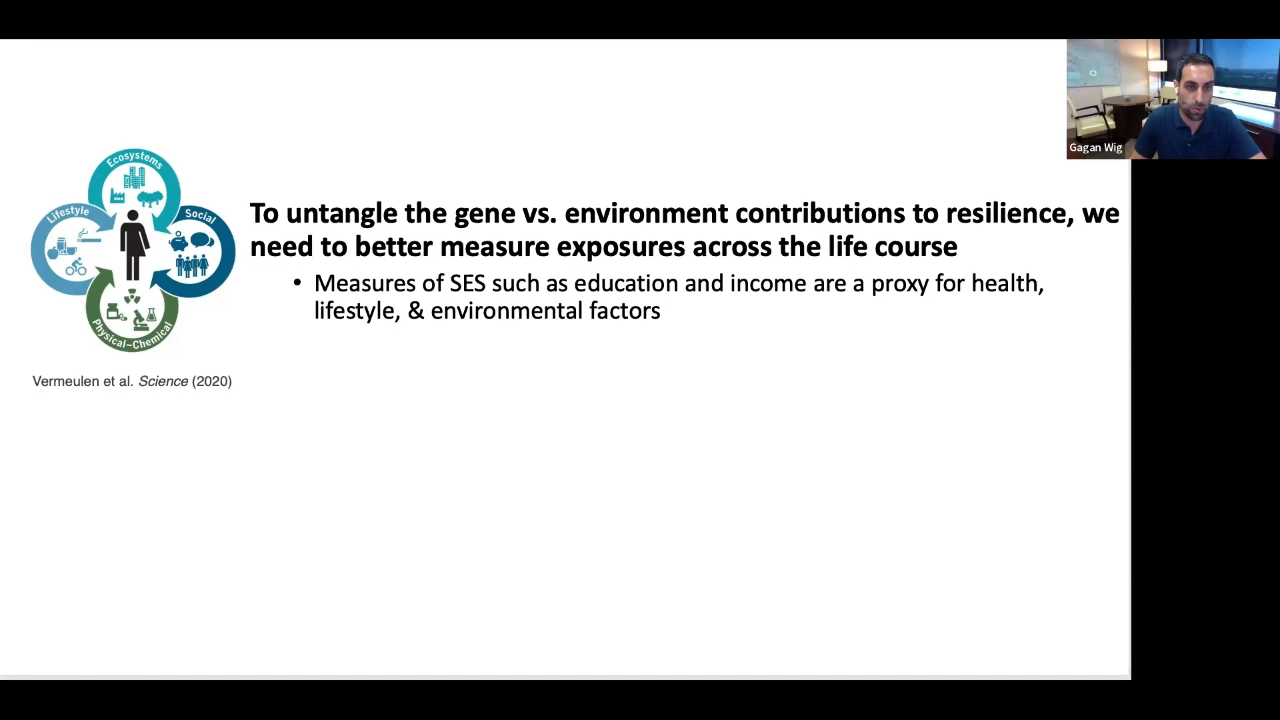 Gagan Wig
Ecosystems
Lifestyle
Social
Physical-Chemical
To untangle the gene vs. environment contributions to resilience, we
need to better measure exposures across the life course
• Measures of SES such as education and income are a proxy for health,
lifestyle, & environmental factors
Vermeulen et al. Science (2020)